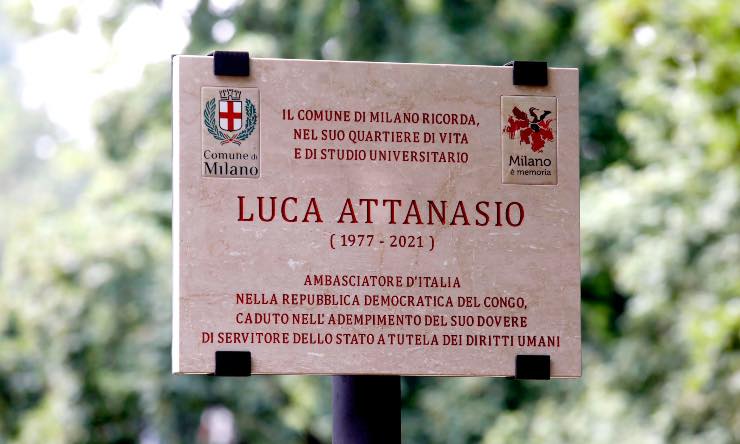 Comune di
Milano
IL COMUNE DI MILANO RICORDA,
NEL SUO QUARTIERE DI VITA
E DI STUDIO UNIVERSITARIO
Milano
è memoria
LUCA ATTANASIO
( 1977 - 2021 )
AMBASCIATORE D'ITALIA
NELLA REPUBBLICA DEMOCRATICA DEL CONGO,
CADUTO NELL' ADEMPIMENTO DEL SUO DOVERE
DI SERVITORE DELLO STATO A TUTELA DEI DIRITTI UMANI